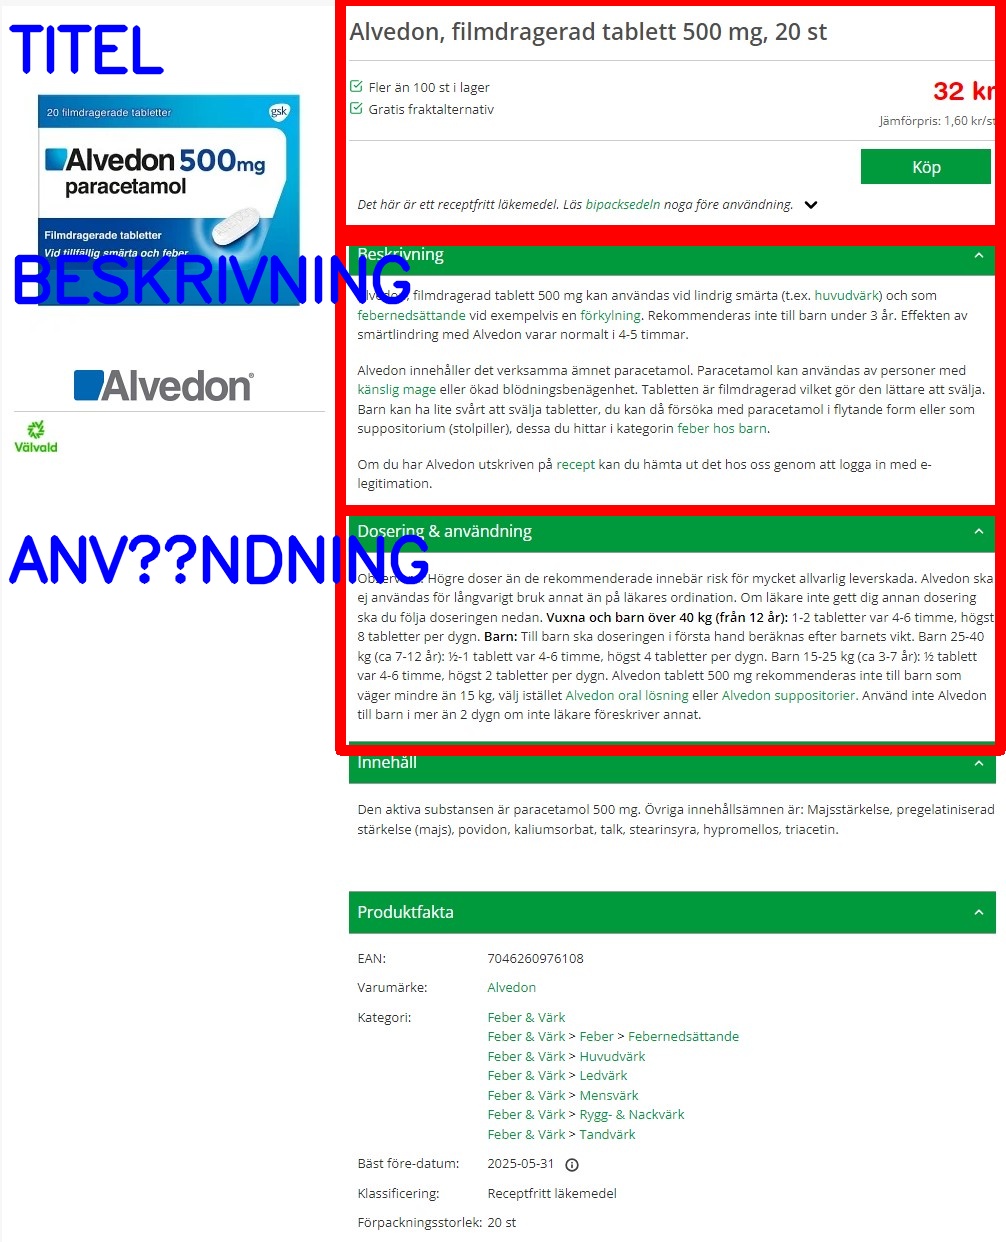 TITEL
20 filmdragerade tabletter
gsk
Alvedon 500mg
paracetamol
Filmdragerade tabletter
Vid tillfällig smärta och feber
Alvedon®
Välvald
Alvedon, filmdragerad tablett 500 mg, 20 st
Fler än 100 st i lager
Gratis fraktalternativ
32 kr
Jämförpris: 1,60 kr/st
Köp
Det här är ett receptfritt läkemedel. Läs bipacksedeln noga före användning.
BESKRIVNING
Beskrivning
Alvedon, filmdragerad tablett 500 mg kan användas vid lindrig smärta (t.ex. huvudvärk) och som
febernedsättande vid exempelvis en förkylning. Rekommenderas inte till barn under 3 år. Effekten av
smärtlindring med Alvedon varar normalt i 4-5 timmar.
Alvedon innehåller det verksamma ämnet paracetamol. Paracetamol kan användas av personer med
känslig mage eller ökad blödningsbenägenhet. Tabletten är filmdragerad vilket gör den lättare att svälja.
Barn kan ha lite svårt att svälja tabletter, du kan då försöka med paracetamol i flytande form eller som
suppositorium (stolpiller), dessa du hittar i kategorin feber hos barn.
Om du har Alvedon utskriven på recept kan du hämta ut det hos oss genom att logga in med e-
legitimation.
ANV??NDNING
Dosering & användning
Observera: Högre doser än de rekommenderade innebär risk för mycket allvarlig leverskada. Alvedon ska
ej användas för långvarigt bruk annat än på läkares ordination. Om läkare inte gett dig annan dosering
ska du följa doseringen nedan. Vuxna och barn över 40 kg (från 12 år): 1-2 tabletter var 4-6 timme, högst
8 tabletter per dygn. Barn: Till barn ska doseringen i första hand beräknas efter barnets vikt. Barn 25-40
kg (ca 7-12 år): ½-1 tablett var 4-6 timme, högst 4 tabletter per dygn. Barn 15-25 kg (ca 3-7 år): ½ tablett
var 4-6 timme, högst 2 tabletter per dygn. Alvedon tablett 500 mg rekommenderas inte till barn som
väger mindre än 15 kg, välj istället Alvedon oral lösning eller Alvedon suppositorier. Använd inte Alvedon
till barn i mer än 2 dygn om inte läkare föreskriver annat.
Innehåll
Den aktiva substansen är paracetamol 500 mg. Övriga innehållsämnen är: Majsstärkelse, pregelatiniserad
stärkelse (majs), povidon, kaliumsorbat, talk, stearinsyra, hypromellos, triacetin.
Produktfakta
EAN: 7046260976108
Varumärke: Alvedon
Kategori: Feber & Värk
Feber & Värk > Feber > Febernedsättande
Feber & Värk > Huvudvärk
Feber & Värk > Ledvärk
Feber & Värk > Mensvärk
Feber & Värk > Rygg- & Nackvärk
Feber & Värk > Tandvärk
Bäst före-datum: 2025-05-31
Klassificering: Receptfritt läkemedel
Förpackningsstorlek: 20 st